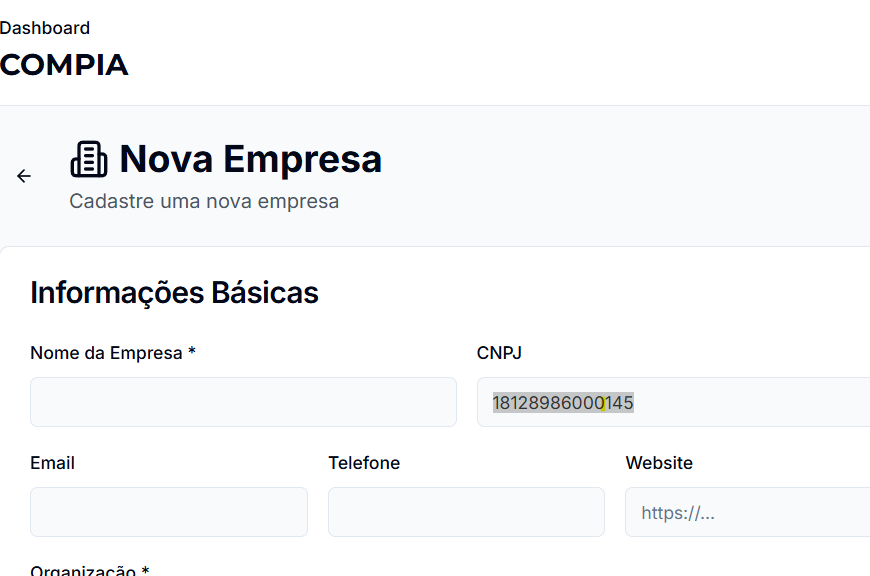 Dashboard
COMPIA
Nova Empresa
Cadastre uma nova empresa
Informações Básicas
Nome da Empresa *
CNPJ
18128986000145
Email
Telefone
Website
https://...
Organização *